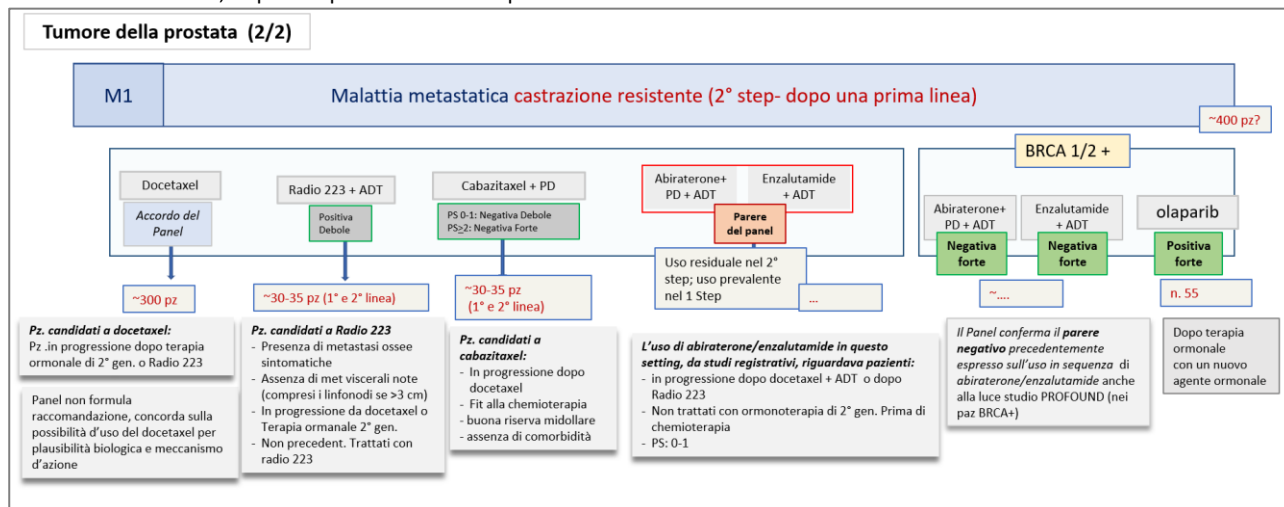 Tumore della prostata (2/2)
M1
Malattia metastatica castrazione resistente (2° step- dopo una prima linea)
~400 pz?
BRCA 1/2 +
Docetaxel
Accordo del
Panel
~300 pz
Pz. candidati a docetaxel:
Pz .in progressione dopo terapia
ormonale di 2° gen. o Radio 223
Panel non formula
raccomandazione, concorda sulla
possibilità d'uso del docetaxel per
plausibilità biologica e meccanismo
d'azione
Radio 223 + ADT
Positiva
Debole
~30-35 pz (1° e 2° linea)
Pz. candidati a Radio 223
- Presenza di metastasi ossee
sintomatiche
- Assenza di met viscerali note
(compresi i linfonodi se >3 cm)
- In progressione da docetaxel o
Terapia ormanale 2° gen.
- Non precedent. Trattati con
radio 223
Cabazitaxel + PD
PS 0-1: Negativa Debole
PS≥2: Negativa Forte
~30-35 pz
(1° e 2° linea)
Pz. candidati a
cabazitaxel:
- In progressione dopo
docetaxel
- Fit alla chemioterapia
- buona riserva midollare
- assenza di comorbidità
Abiraterone+
PD + ADT
Enzalutamide
+ ADT
Parere
del panel
Uso residuale nel 2°
step; uso prevalente
nel 1 Step
...
L'uso di abiraterone/enzalutamide in questo
setting, da studi registrativi, riguardava pazienti:
- in progressione dopo docetaxel + ADT o dopo
Radio 223
- Non trattati con ormonoterapia di 2° gen. Prima di
chemioterapia
- PS: 0-1
Abiraterone+
PD + ADT
Negativa
forte
Enzalutamide
+ ADT
Negativa
forte
~....
Il Panel conferma il parere
negativo precedentemente
espresso sull'uso in sequenza di
abiraterone/enzalutamide anche
alla luce studio PROFOUND (nei
paz BRCA+)
olaparib
Positiva
forte
n. 55
Dopo terapia
ormonale
con un nuovo
agente ormonale